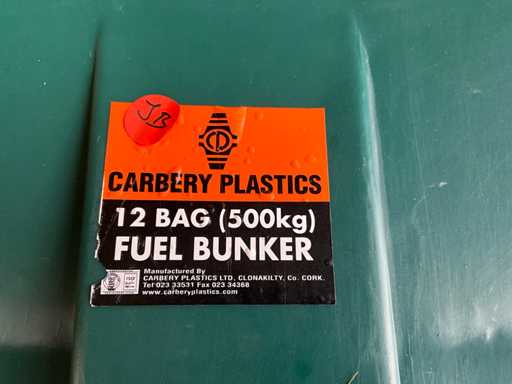 JB
CARBERY PLASTICS
12 BAG (500kg)
FUEL BUNKER
Manufactured By
CARBERY PLASTICS LTD, CLONAKILTY, Co. CORK.
Tel 023 33531 Fax 023 34368
www.carberyplastics.com